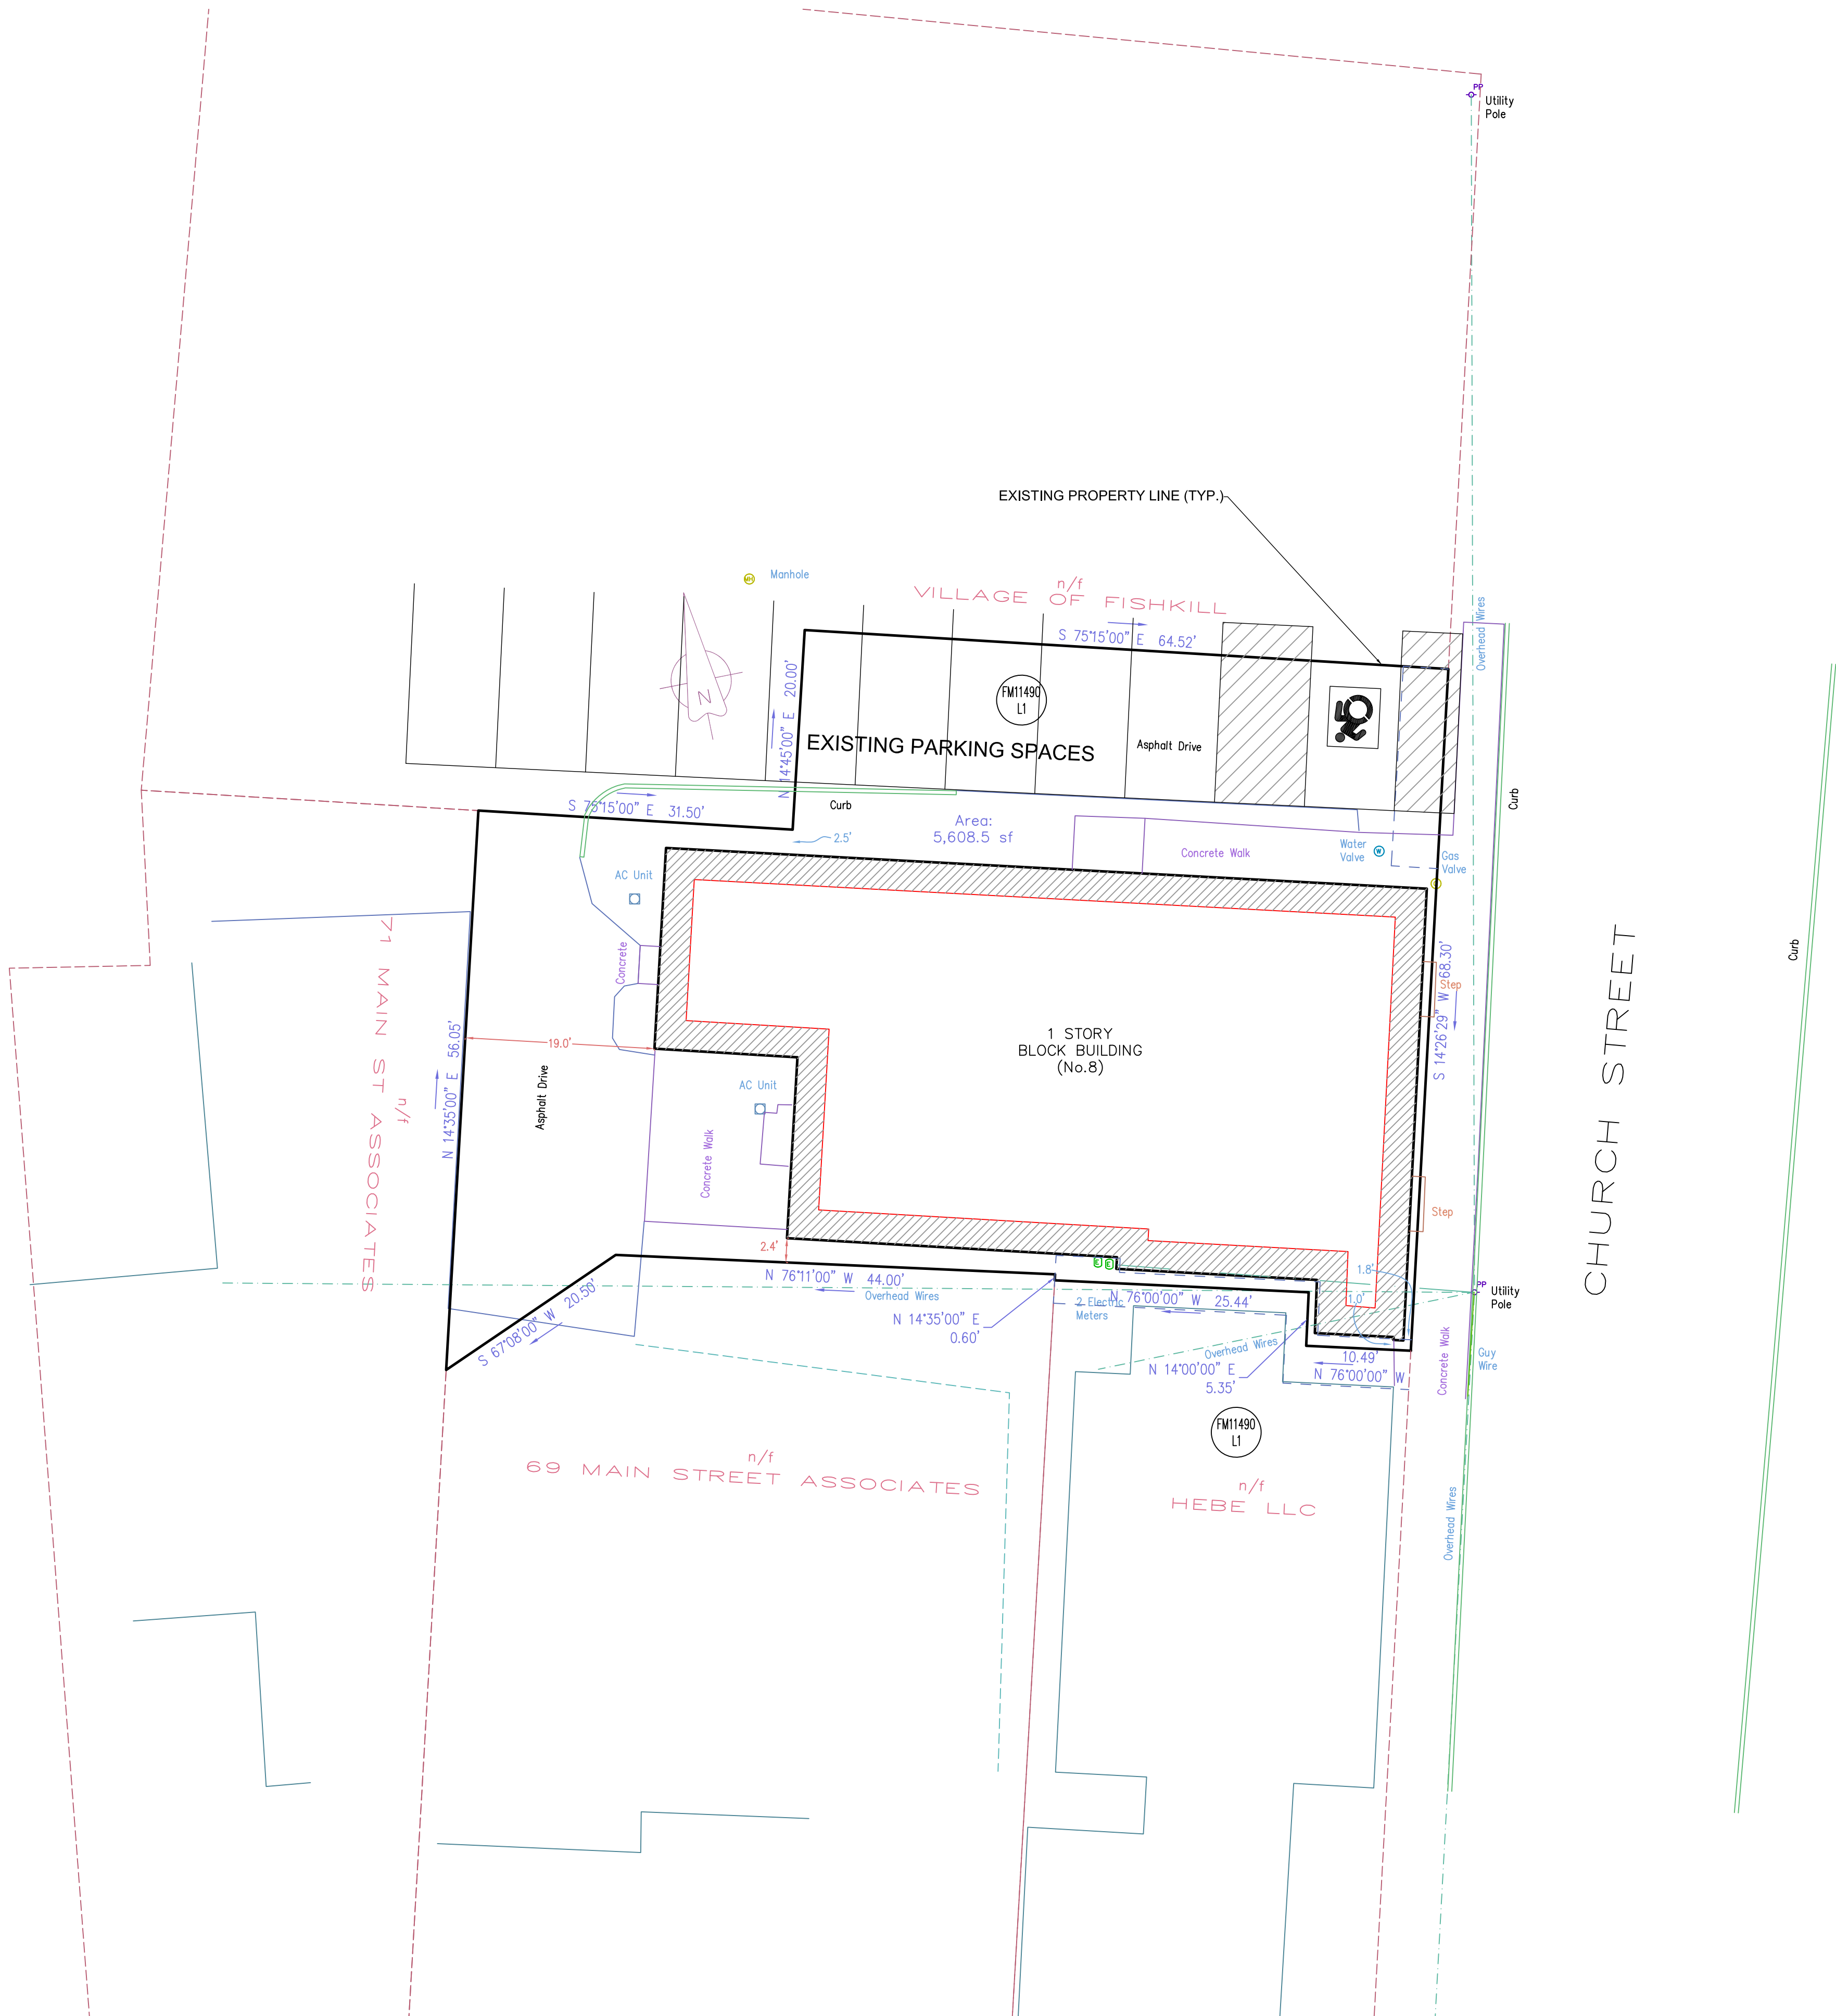 PP
Utility
Pole
EXISTING PROPERTY LINE (TYP.)
Manhole
MH
n/f
VILLAGE OF FISHKILL
S 75°15'00" E 64.52'
Overhead Wires
N
N 14°45'00" E 20.00'
FM11490
L1
EXISTING PARKING SPACES
Asphalt Drive
S 75°15'00" E 31.50'
Curb
Curb
Area:
5,608.5 sf
2.5'
Concrete Walk
Water
Valve
W
Gas
Valve
AC Unit
Concrete
71 MAIN ST ASSOCIATES
n/f
N 14°35'00" E 56.05'
19.0'
Asphalt Drive
AC Unit
Concrete Walk
1 STORY
BLOCK BUILDING
(No.8)
S 14°26'29" W 68.30'
Step
Step
CHURCH STREET
Curb
2.4'
E
E
N 76°11'00" W 44.00'
Overhead Wires
S 67°08'00" W 20.50'
N 14°35'00" E
0.60'
2 Electric
Meters
N 76°00'00" W 25.44'
1.8'
1.0'
PP
Utility
Pole
Overhead Wires
N 14°00'00" E
5.35'
10.49'
N 76°00'00" W
Concrete Walk
Guy
Wire
FM11490
L1
n/f
69 MAIN STREET ASSOCIATES
n/f
HEBE LLC
Overhead Wires